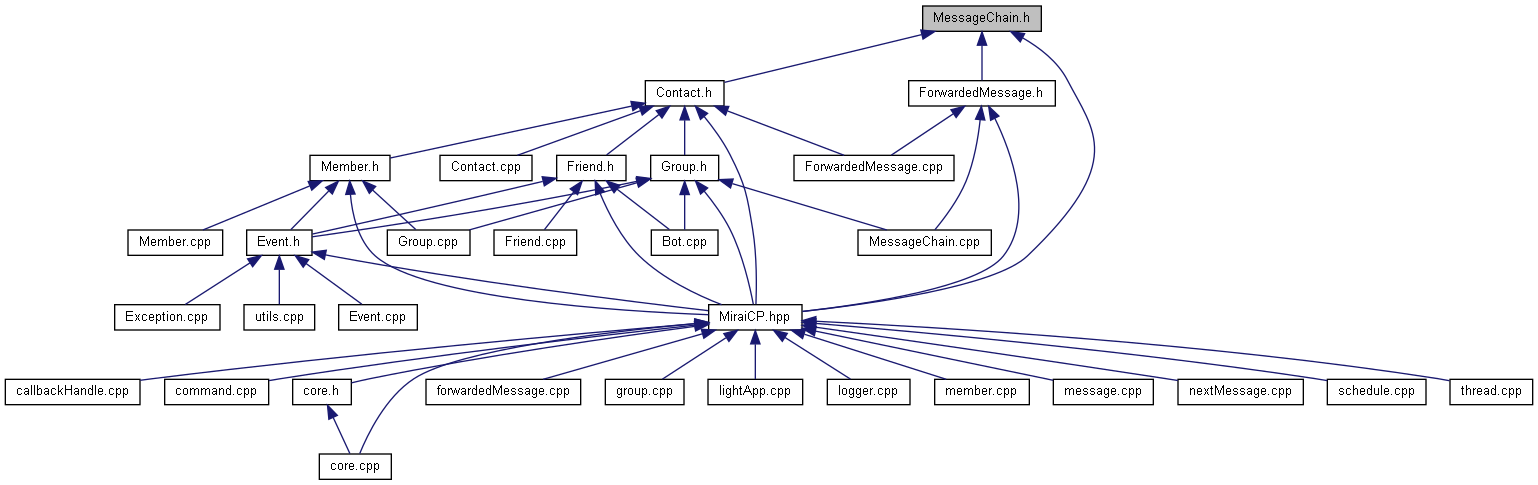 MessageChain.h
Contact.h
ForwardedMessage.h
Member.h
Contact.cpp
Friend.h
Group.h
ForwardedMessage.cpp
Member.cpp
Event.h
Group.cpp
Friend.cpp
Bot.cpp
MessageChain.cpp
Exception.cpp
utils.cpp
Event.cpp
MiraiCP.hpp
callbackHandle.cpp
command.cpp
core.h
forwardedMessage.cpp
group.cpp
lightApp.cpp
logger.cpp
member.cpp
message.cpp
nextMessage.cpp
schedule.cpp
thread.cpp
core.cpp